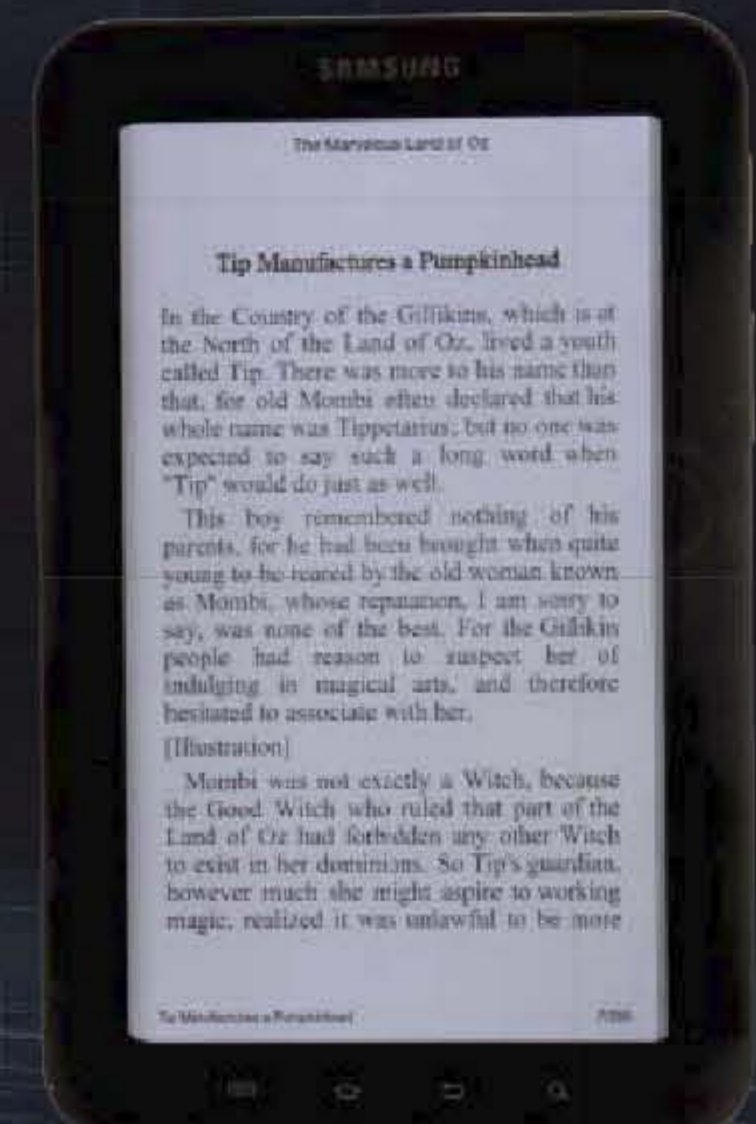 SAMSUNG
The Marvelous Land of Oz
Tip Manufactures a Pumpkinhead
In the Country of the Gillikins, which is at
the North of the Land of Oz, lived a youth
called Tip. There was more to his name than
that, for old Mombi often declared that his
whole name was Tippetarius; but no one was
expected to say such a long word when
"Tip" would do just as well.
This boy remembered nothing of his
parents, for he had been brought when quite
young to be reared by the old woman known
as Mombi, whose reputation, I am sorry to
say, was none of the best. For the Gillikin
people had reason to suspect her of
indulging in magical arts, and therefore
hesitated to associate with her.
[Illustration]
Mombi was not exactly a Witch, because
the Good Witch who ruled that part of the
Land of Oz had forbidden any other Witch
to exist in her dominions. So Tip's guardian,
however much she might aspire to working
magic, realized it was unlawful to be more
Tip Manufactures a Pumpkinhead